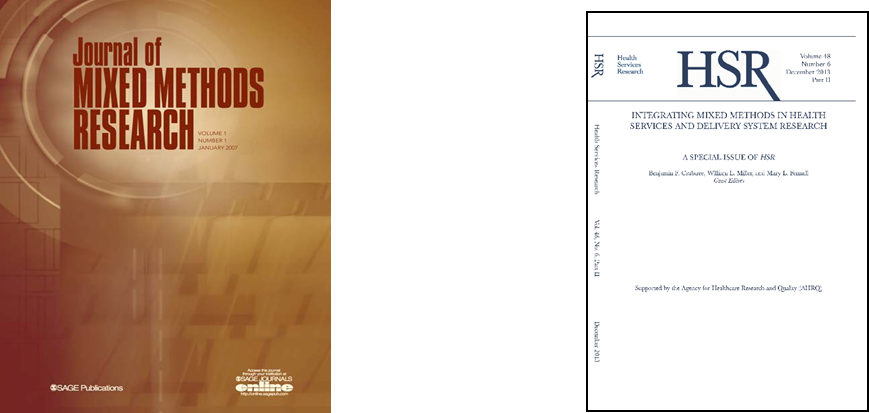 Journal of
MIXED METHODS
RESEARCH
VOLUME 1
NUMBER 1
JANUARY 2007
SAGE Publications
Access this journal
through your institution at
SAGE JOURNALS
online
http://online.sagepub.com
HSR
Health
Services
Research
HSR
Volume 48
Number 6
December 2013
Part II
INTEGRATING MIXED METHODS IN HEALTH
SERVICES AND DELIVERY SYSTEM RESEARCH
A SPECIAL ISSUE OF HSR
Benjamin F. Crabtree, William L. Miller, and Mary L. Fennell
Guest Editors
Supported by the Agency for Healthcare Research and Quality (AHRQ)
Health Services Research
Vol. 48, No. 6, Part II
December 2013